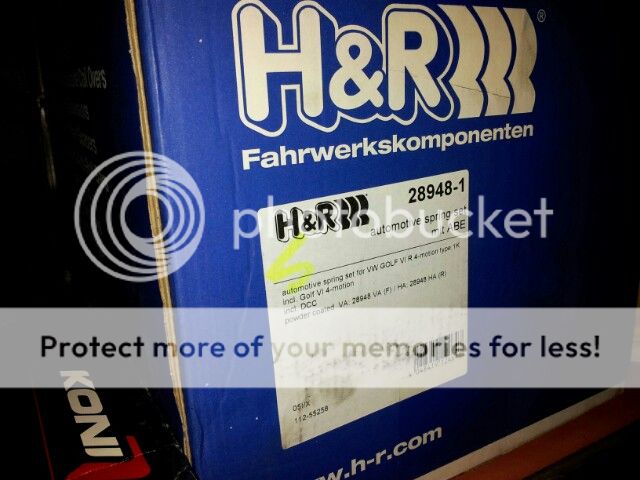 H&R®
Fahrwerkskomponenten
H&R
28948-1
automotive spring set
mit ABE
automotive spring set for VW GOLF VI R 4-motion type 1K
incl. Golf VI 4-motion
incl. DCC
powder coated: VA: 28948 VA (F) / HA: 28948 HA (R)
photobucket
Protect more of your memories for less!
112-55258
www.h-r.com
KONI